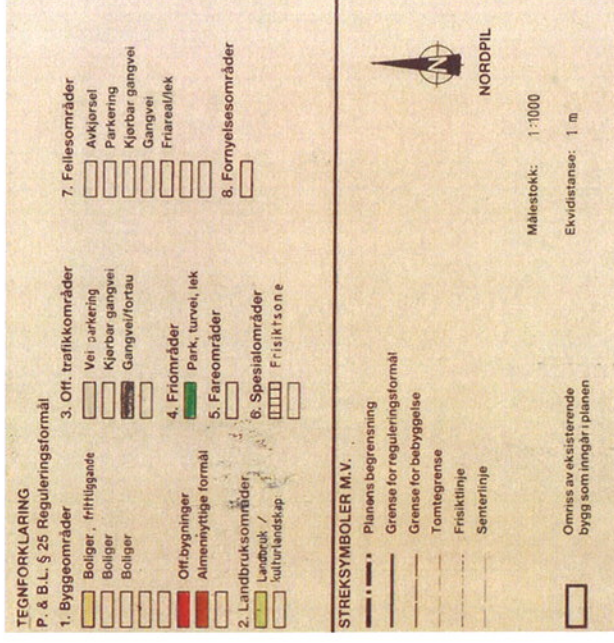 TEGNFORKLARING
P. & B.L. § 25 Reguleringsformål
1. Byggeområder
Boliger, frittliggande
Boliger
Boliger
Off.bygninger
Almennyttige formål
2. Landbruksområder
Landbruk /
kulturlandskap
3. Off. trafikkområder
Vei parkering
Kjørbar gangvei
Gangvei/fortau
4. Friområder
Park, turvei, lek
5. Fareområder
6. Spesialområder
Frisiktsone
7. Fellesområder
Avkjørsel
Parkering
Kjørbar gangvei
Gangvei
Friareal/lek
8. Fornyelsesområder
STREKSYMBOLER M.V.
Planens begrensning
Grense for reguleringsformål
Grense for bebyggelse
Tomtegrense
Frisiktlinje
Senterlinje
Omriss av eksisterende
bygg som inngår i planen
N
NORDPIL
Målestokk: 1:1000
Ekvidistanse: 1 m